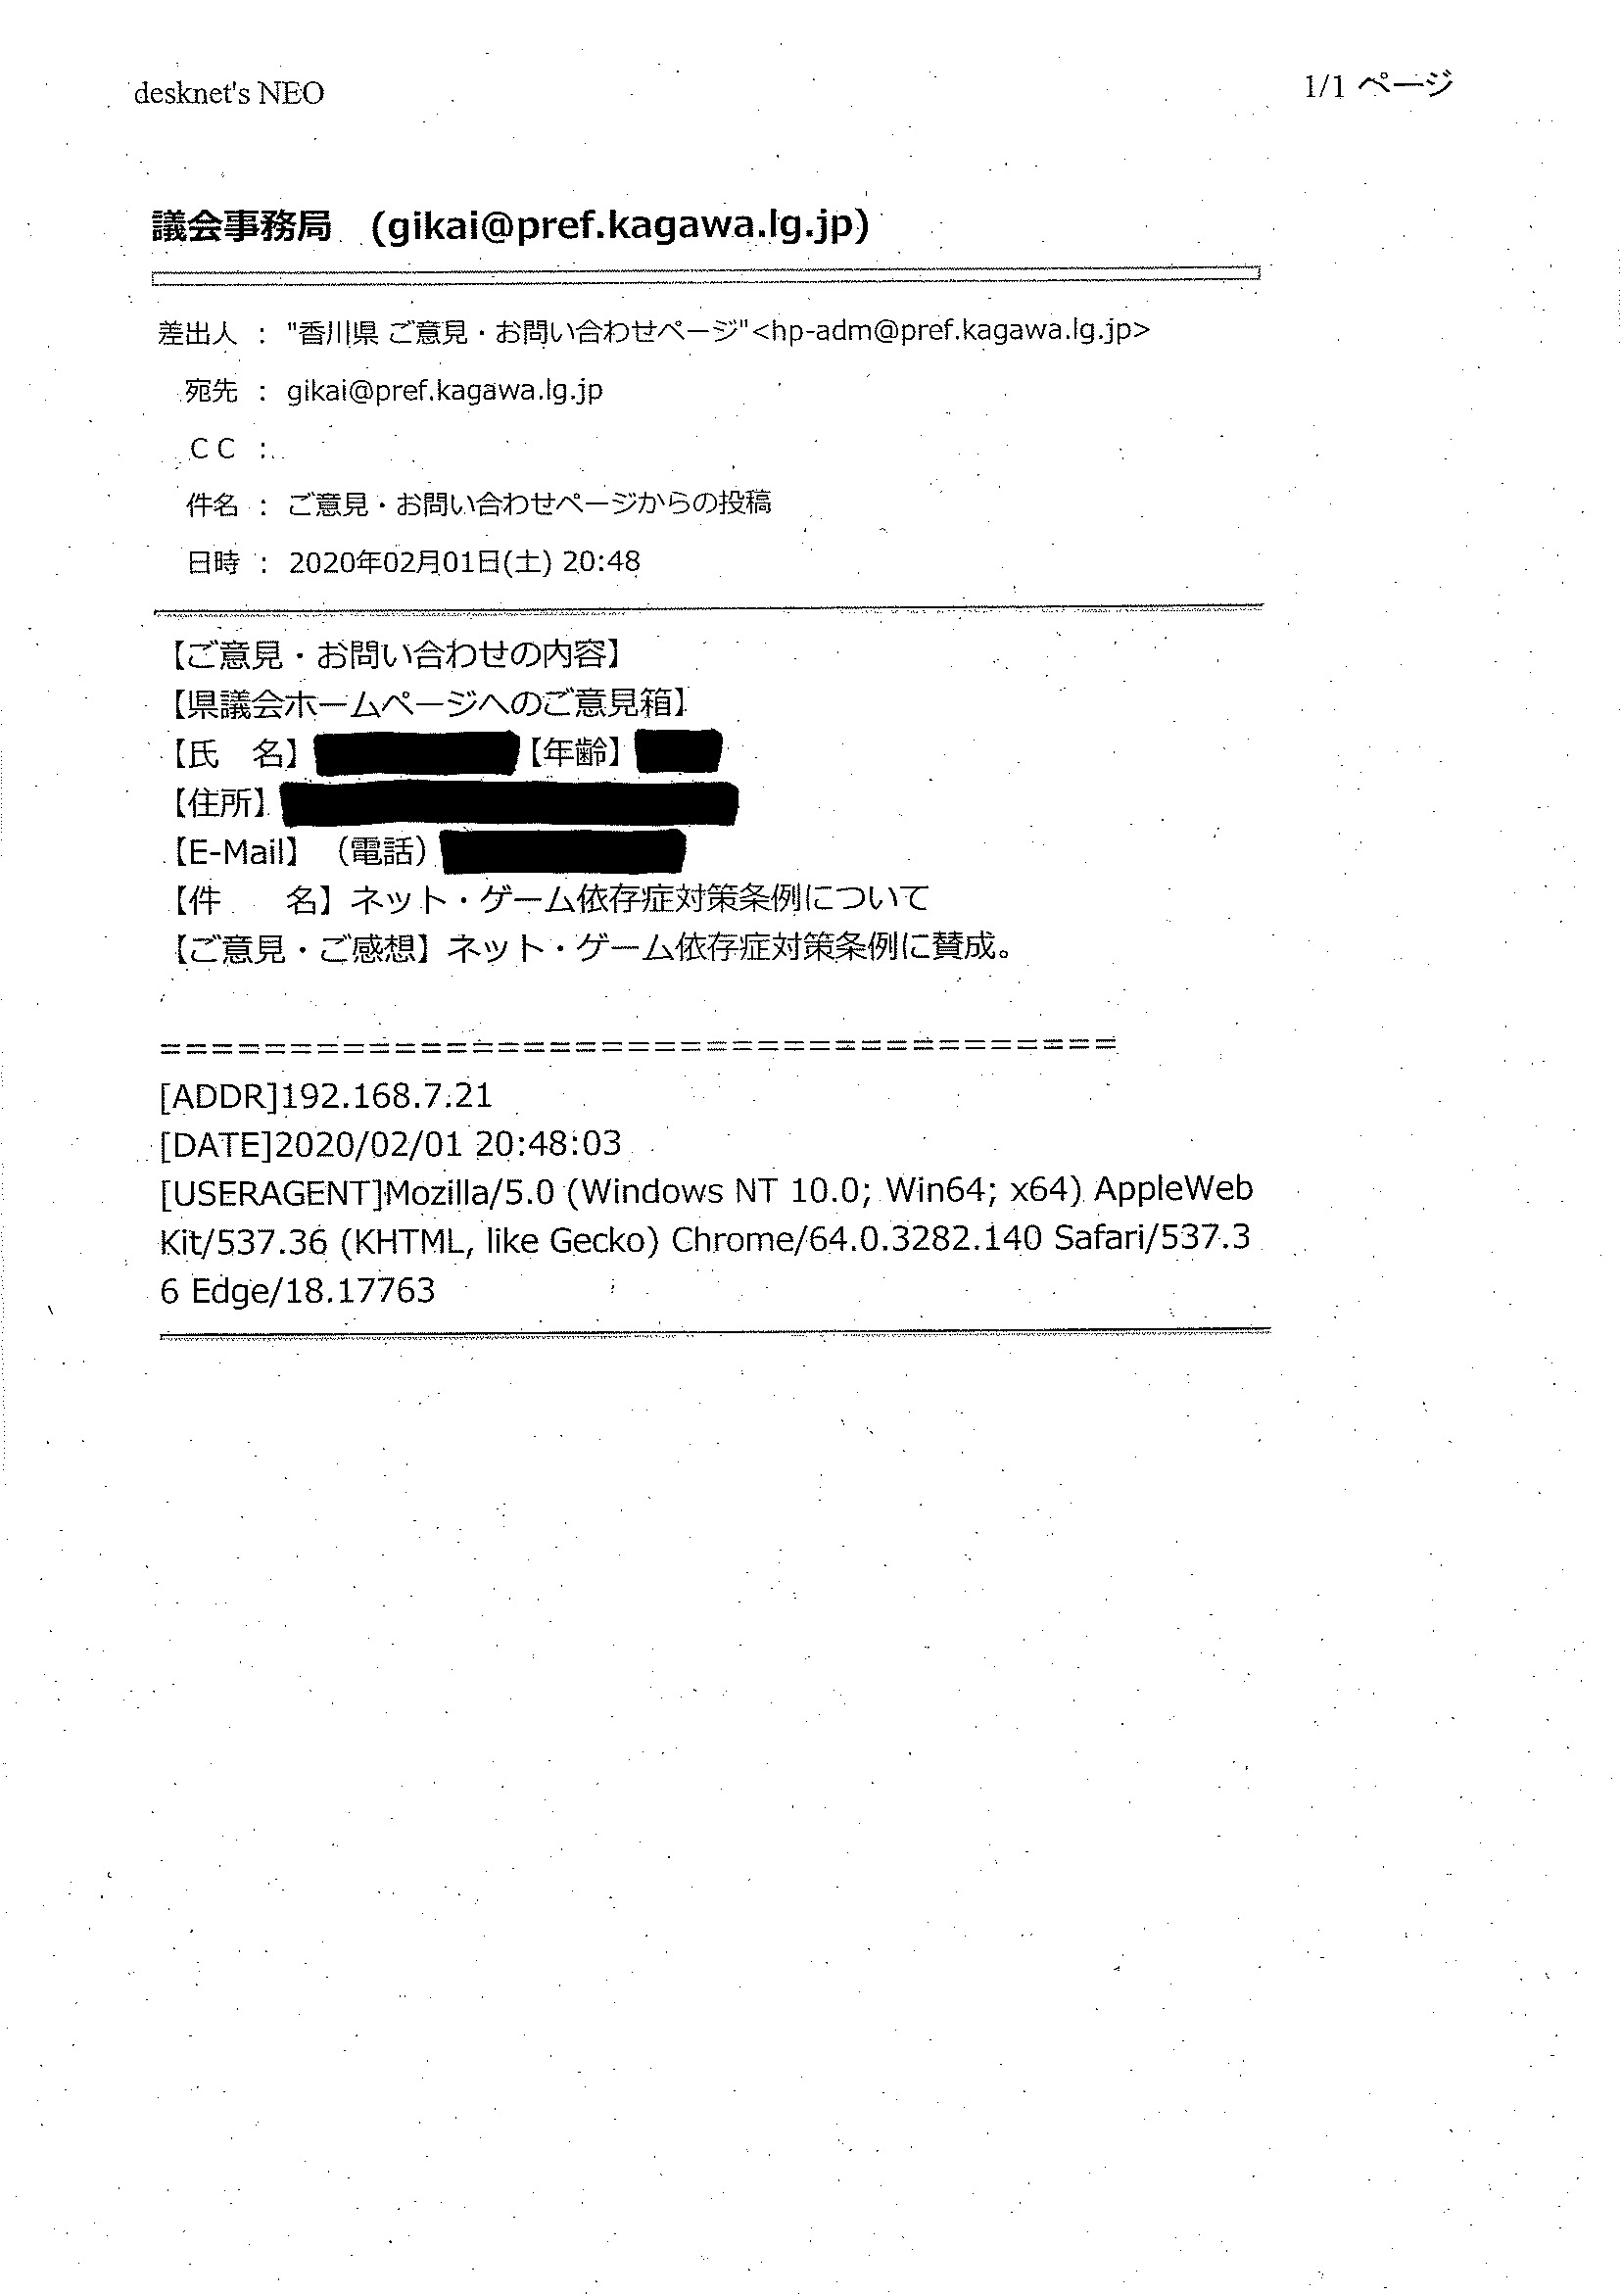 desknet's NEO
1/1 ページ
議会事務局 (gikai@pref.kagawa.lg.jp)
差出人 : "香川県 ご意見・お問い合わせページ"<hp-adm@pref.kagawa.lg.jp>
宛先 : gikai@pref.kagawa.lg.jp
CC :
件名 : ご意見・お問い合わせページからの投稿
日時 : 2020年02月01日(土) 20:48
【ご意見・お問い合わせの内容】
【県議会ホームページへのご意見箱】
【氏　名】【年齢】
【住所】
【E-Mail】（電話）
【件　　名】ネット・ゲーム依存症対策条例について
【ご意見・ご感想】ネット・ゲーム依存症対策条例に賛成。
=====================================
[ADDR]192.168.7.21
[DATE]2020/02/01 20:48:03
[USERAGENT]Mozilla/5.0 (Windows NT 10.0; Win64; x64) AppleWeb
Kit/537.36 (KHTML, like Gecko) Chrome/64.0.3282.140 Safari/537.3
6 Edge/18.17763